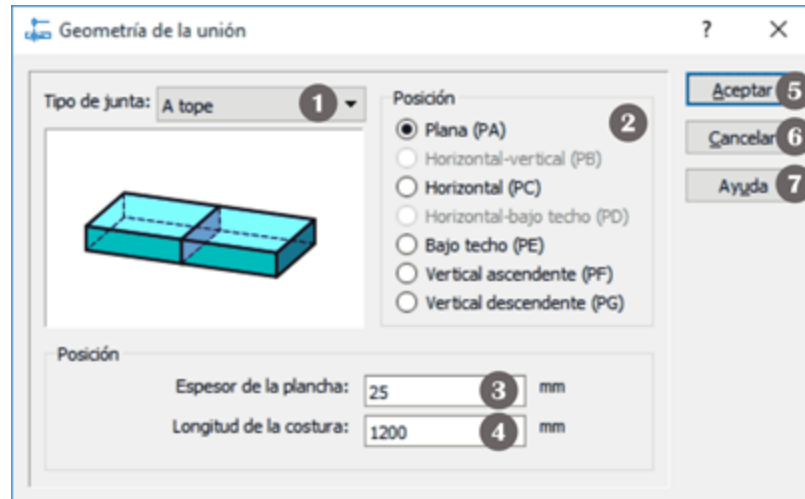 Geometría de la unión
?
Tipo de junta: A tope 1
Posición
2
Plana (PA)
Horizontal-vertical (PB)
Horizontal (PC)
Horizontal-bajo techo (PD)
Bajo techo (PE)
Vertical ascendente (PF)
Vertical descendente (PG)
Aceptar 5
Cancelar 6
Ayuda 7
Posición
Espesor de la plancha: 25 3 mm
Longitud de la costura: 1200 4 mm